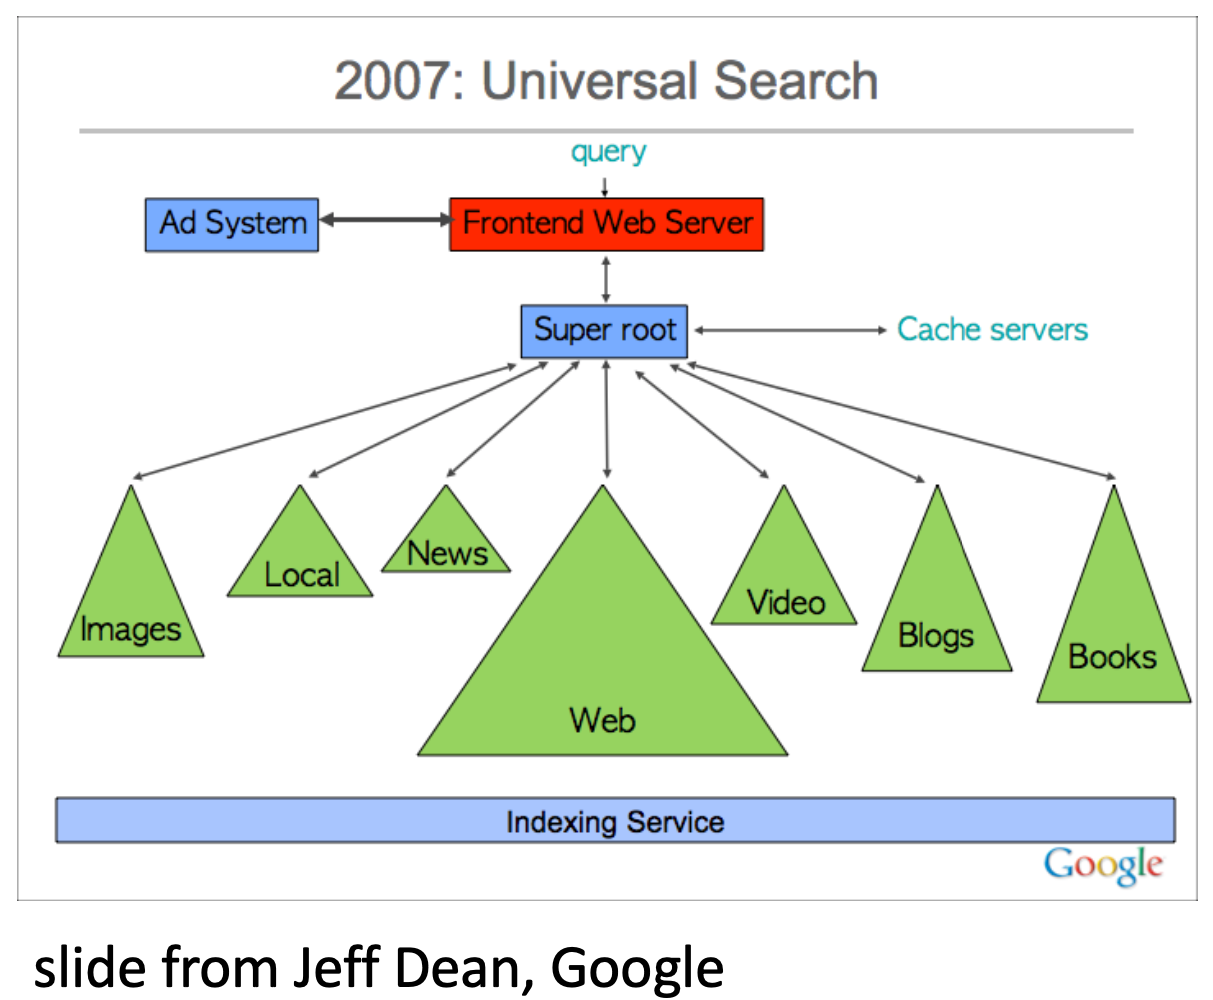 2007: Universal Search
query
Ad System
Frontend Web Server
Super root
Cache servers
Images
Local
News
Web
Video
Blogs
Books
Indexing Service
Google
slide from Jeff Dean, Google